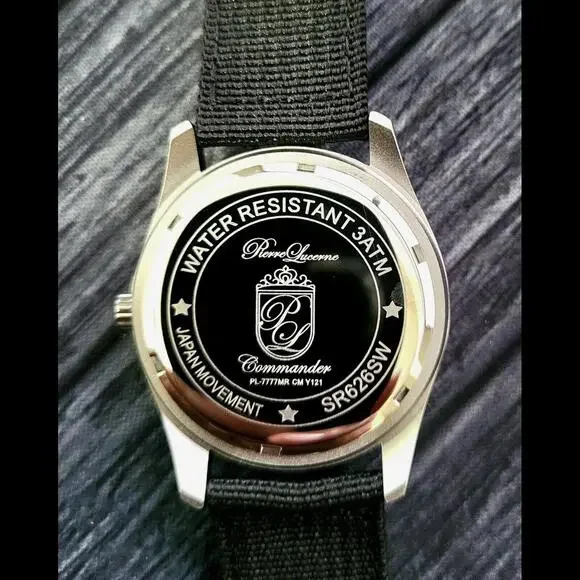 WATER RESISTANT 3ATM
Pierre Lucerne
PL
Commander
PL-7777MR CM Y121
JAPAN MOVEMENT
SR626SW